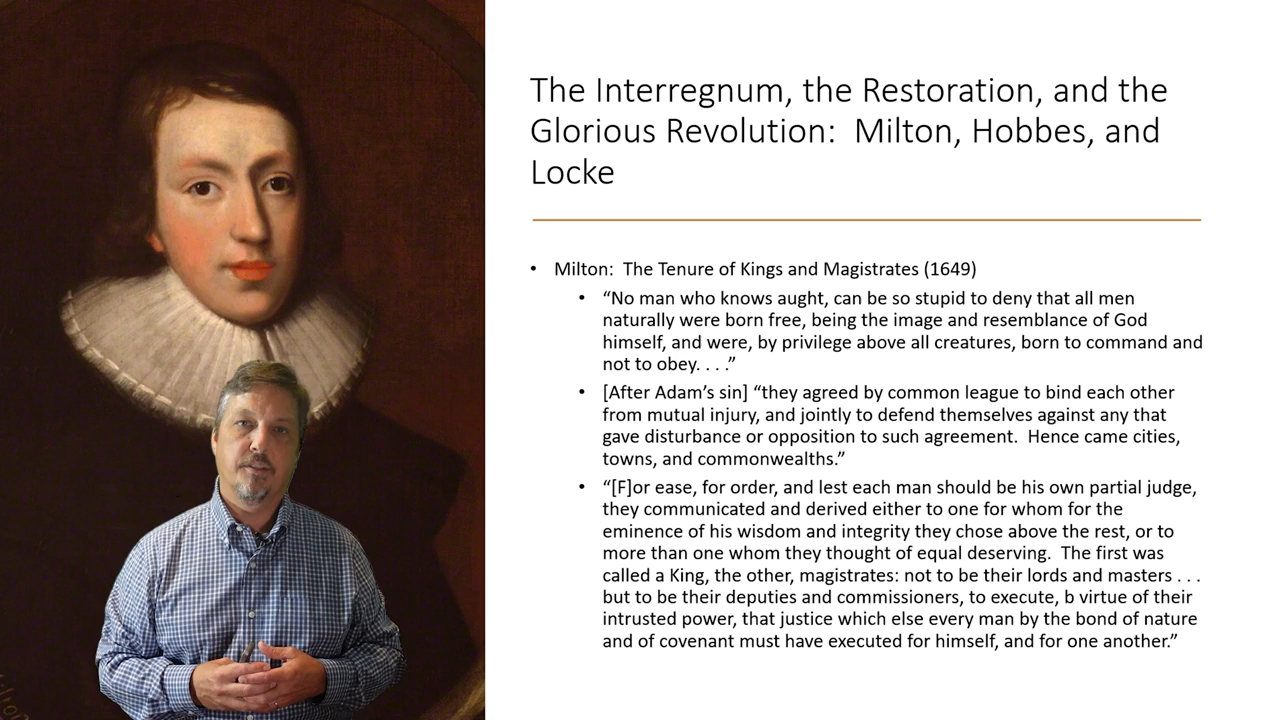 The Interregnum, the Restoration, and the
Glorious Revolution:  Milton, Hobbes, and
Locke
• Milton:  The Tenure of Kings and Magistrates (1649)
• “No man who knows aught, can be so stupid to deny that all men
naturally were born free, being the image and resemblance of God
himself, and were, by privilege above all creatures, born to command and
not to obey. . . .”
• [After Adam’s sin] “they agreed by common league to bind each other
from mutual injury, and jointly to defend themselves against any that
gave disturbance or opposition to such agreement.  Hence came cities,
towns, and commonwealths.”
• “[F]or ease, for order, and lest each man should be his own partial judge,
they communicated and derived either to one for whom for the
eminence of his wisdom and integrity they chose above the rest, or to
more than one whom they thought of equal deserving.  The first was
called a King, the other, magistrates: not to be their lords and masters . . .
but to be their deputies and commissioners, to execute, b virtue of their
intrusted power, that justice which else every man by the bond of nature
and of covenant must have executed for himself, and for one another.”